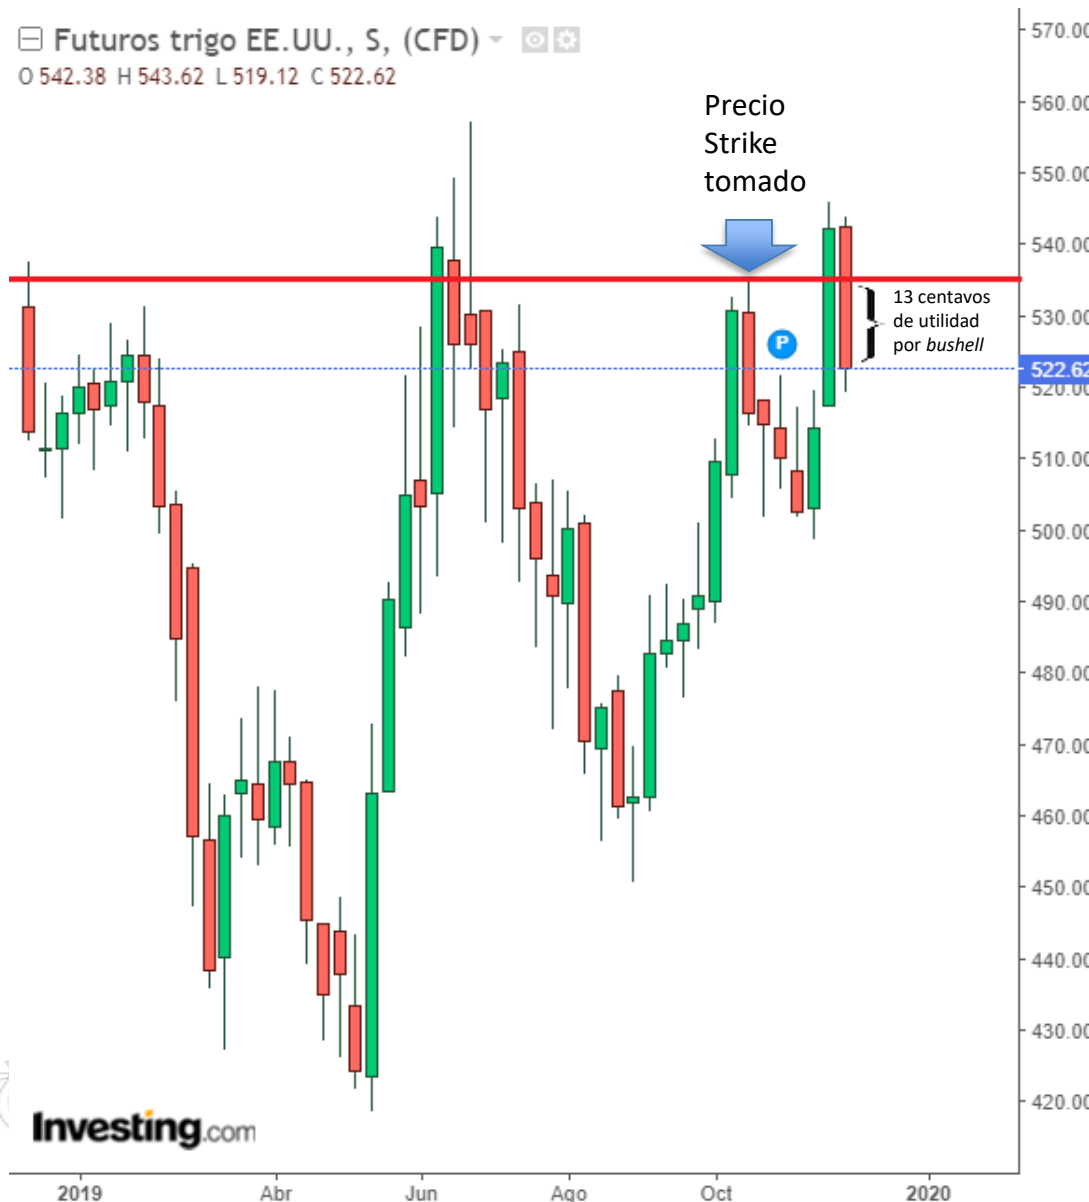 Futuros trigo EE.UU., S, (CFD)
O 542.38 H 543.62 L 519.12 C 522.62
Precio
Strike
tomado
13 centavos
de utilidad
por bushell
P
570.00
560.00
550.00
540.00
530.00
522.62
520.00
510.00
500.00
490.00
480.00
470.00
460.00
450.00
440.00
430.00
420.00
Investing.com
2019 Abr Jun Ago Oct 2020